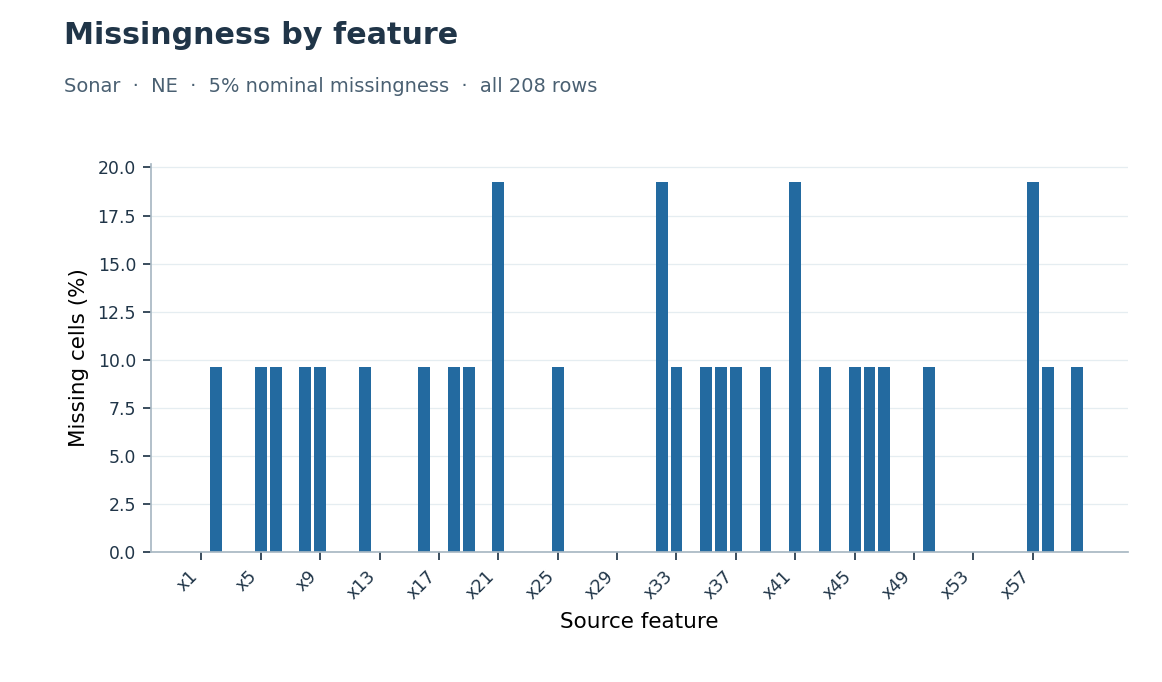 Missingness by feature
Sonar · NE · 5% nominal missingness · all 208 rows
20.0
17.5
15.0
12.5
10.0
7.5
5.0
2.5
0.0
Missing cells (%)
x1 x5 x9 x13 x17 x21 x25 x29 x33 x37 x41 x45 x49 x53 x57
Source feature